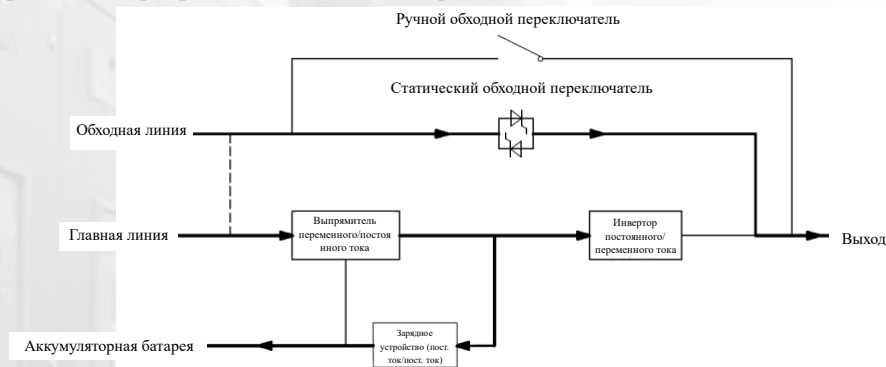 Ручной обходной переключатель
Статический обходной переключатель
Обходная линия
Главная линия
Выпрямитель
переменного/постоя
нного тока
Инвертор
постоянного/
переменного тока
Выход
Аккумуляторная батарея
Зарядное
устройство (пост.
ток/пост. ток)